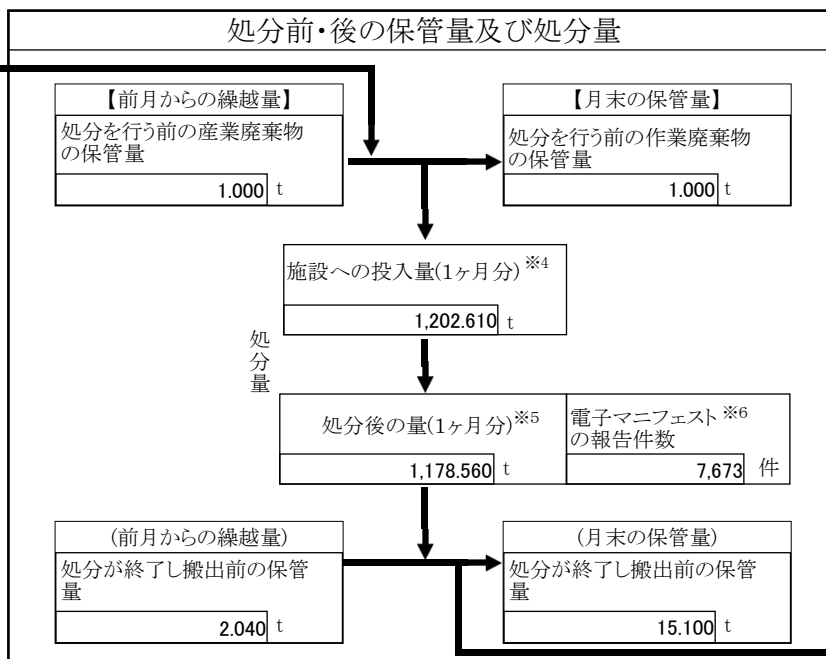 処分前・後の保管量及び処分量
【前月からの繰越量】
処分を行う前の産業廃棄物
の保管量
1.000 t
【月末の保管量】
処分を行う前の作業廃棄物
の保管量
1.000 t
施設への投入量(1ヶ月分)※4
1,202.610 t
処分量
処分後の量(1ヶ月分)※5
1,178.560 t
電子マニフェスト※6
の報告件数
7,673 件
(前月からの繰越量)
処分が終了し搬出前の保管
量
2.040 t
(月末の保管量)
処分が終了し搬出前の保管
量
15.100 t